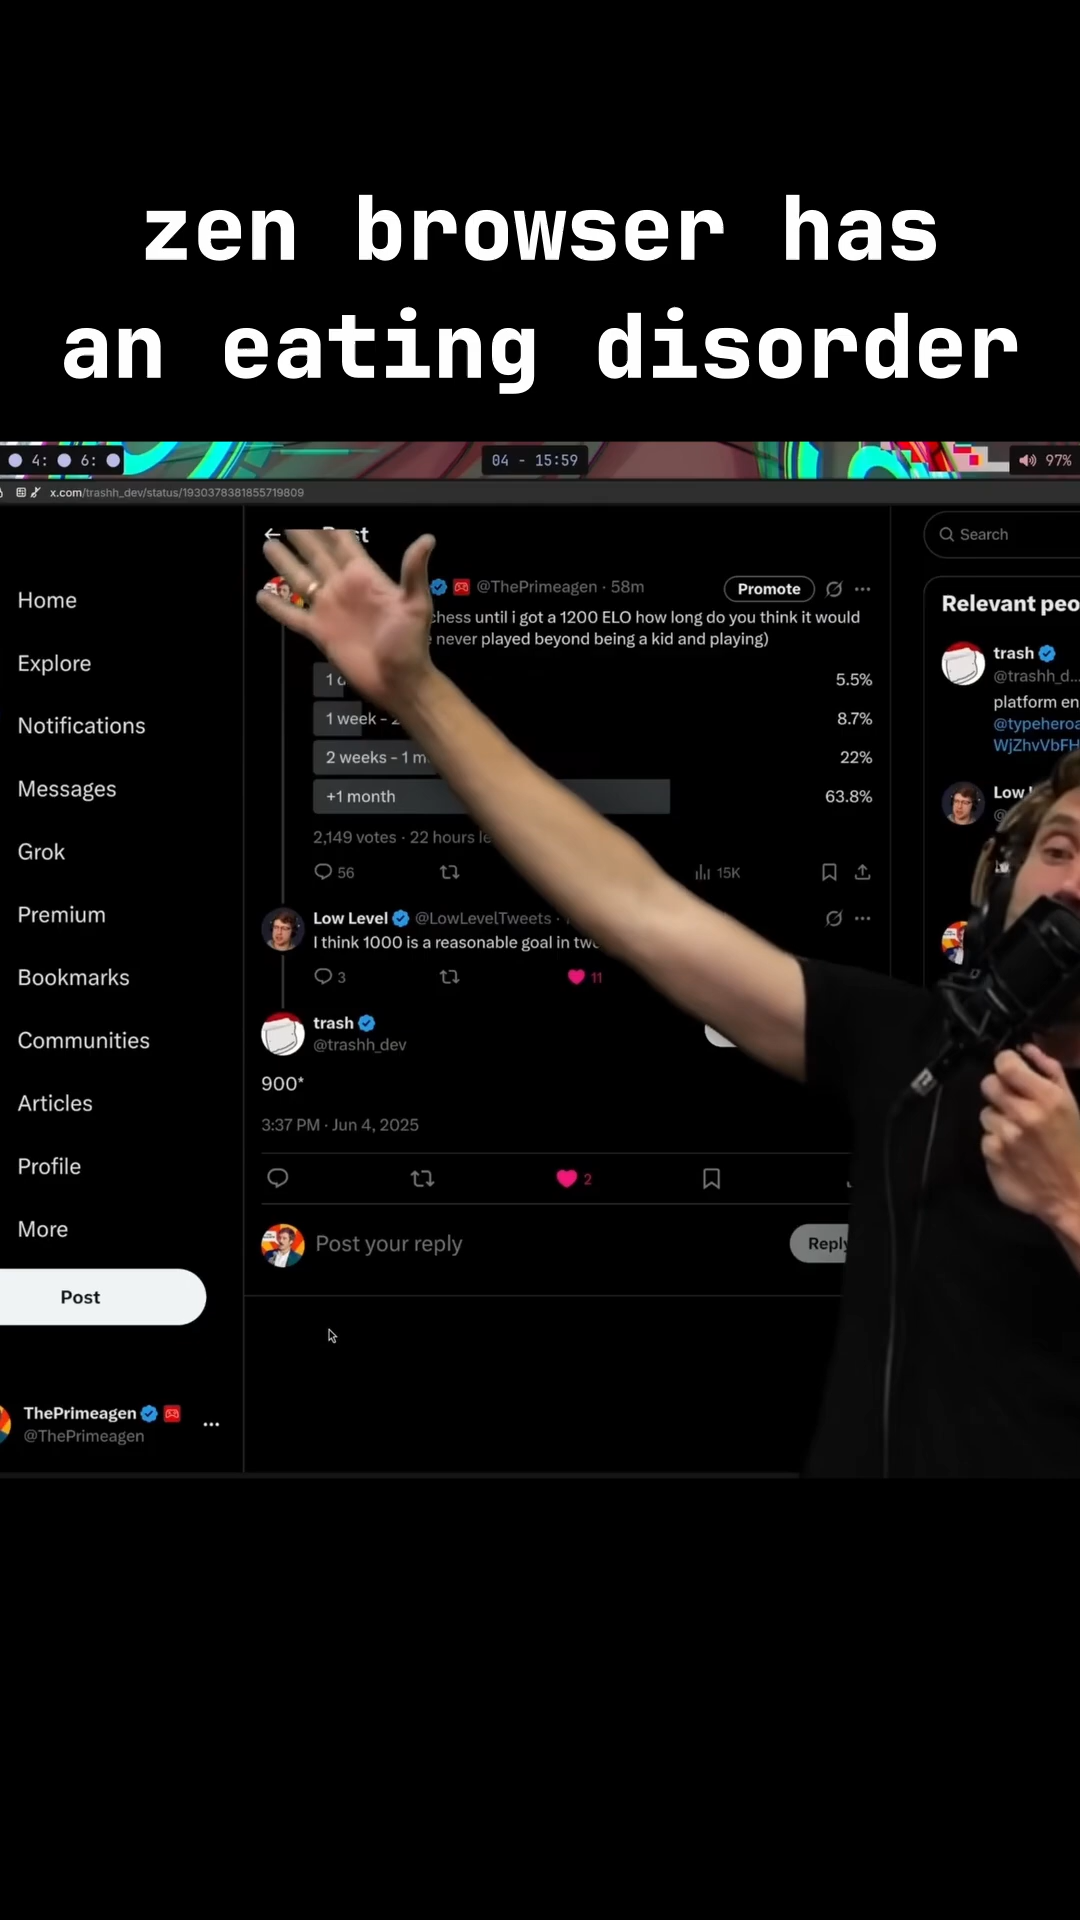 zen browser has
an eating disorder
4: 6:
04 - 15:59
97%
x.com/trashh_dev/status/1930378381855719809
Home
Explore
Notifications
Messages
Grok
Premium
Bookmarks
Communities
Articles
Profile
More
Post
ThePrimeagen
@ThePrimeagen
@ThePrimeagen · 58m
Promote
chess until i got a 1200 ELO how long do you think it would
never played beyond being a kid and playing)
1
5.5%
1 week -
8.7%
2 weeks - 1
22%
+1 month
63.8%
2,149 votes · 22 hours
56
15K
Low Level @LowLevelTweets ·
I think 1000 is a reasonable goal in
3
11
trash
@trashh_dev
900*
3:37 PM · Jun 4, 2025
2
Post your reply
Reply
Search
Relevant
trash
@trashh_d...
platform
@typehero
WjZhvVbFH
Low
@